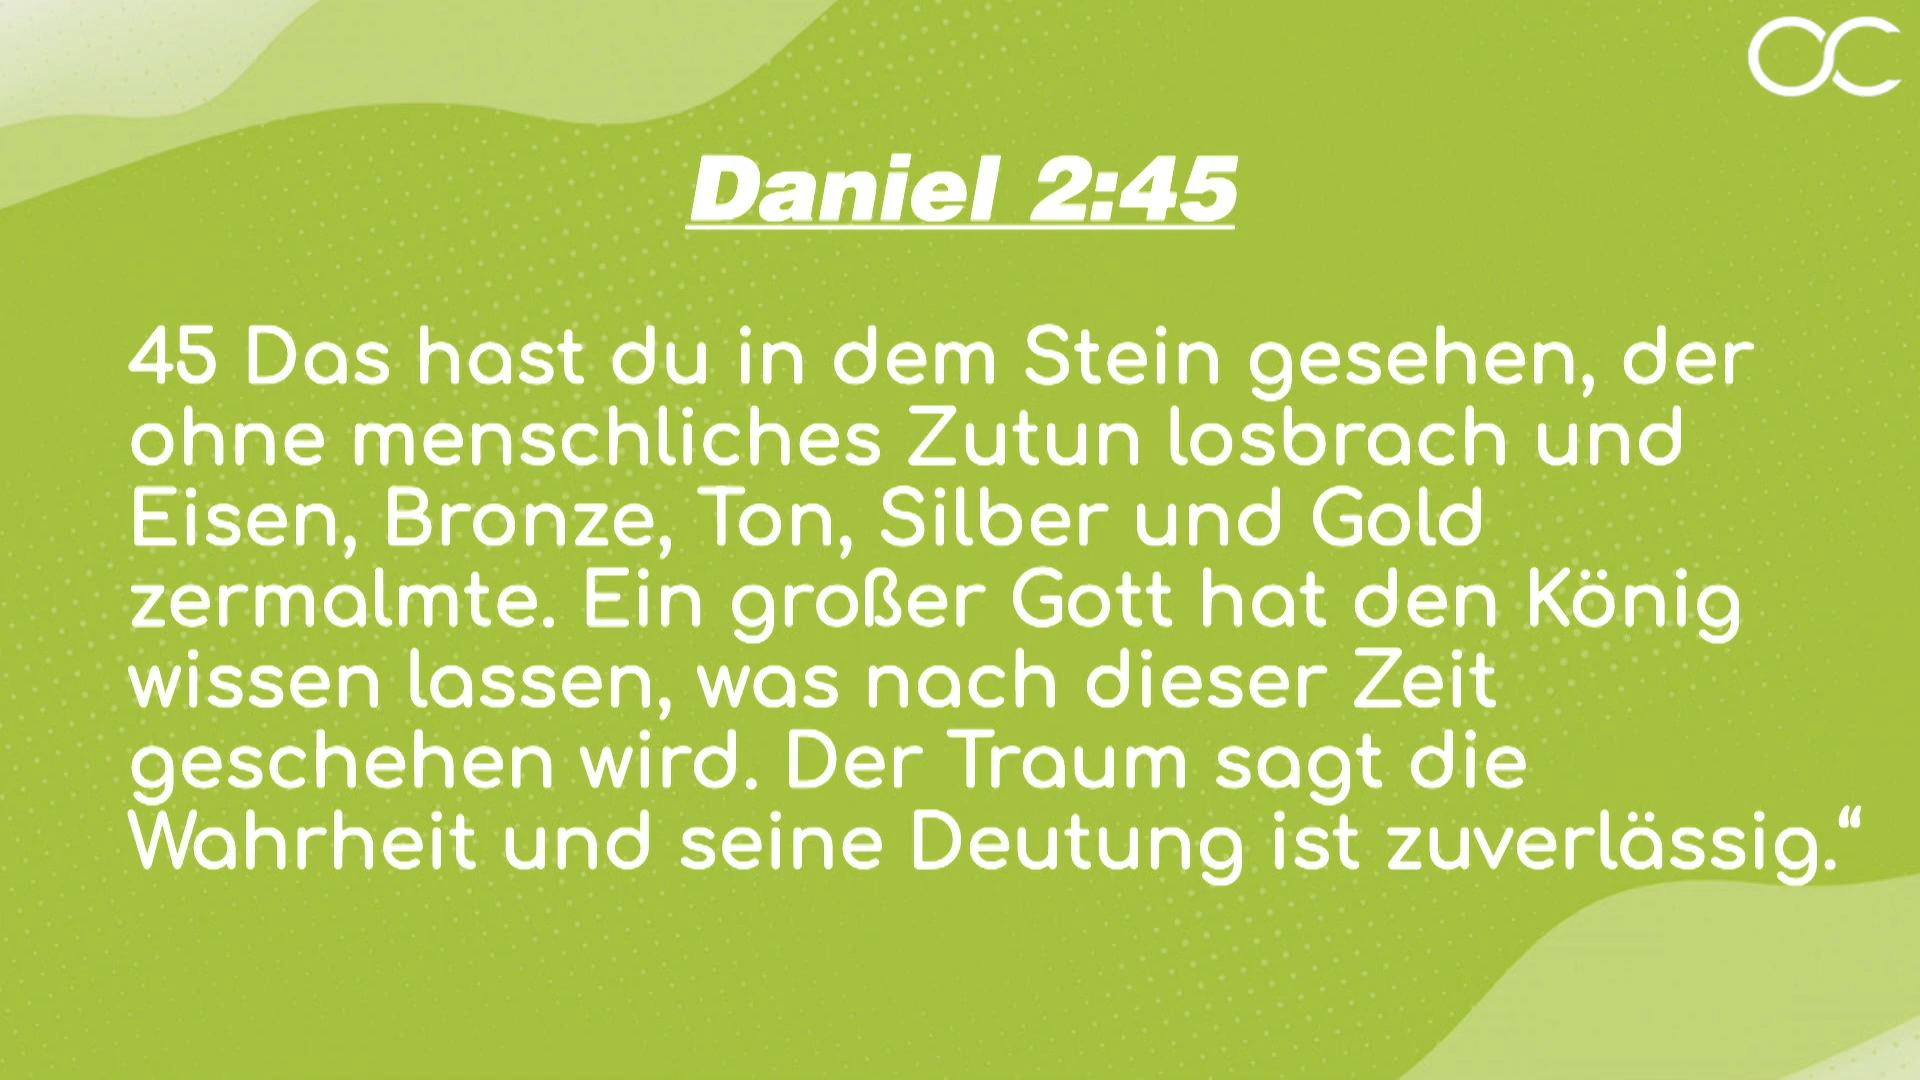 OC
Daniel 2:45
45 Das hast du in dem Stein gesehen, der
ohne menschliches Zutun losbrach und
Eisen, Bronze, Ton, Silber und Gold
zermalmte. Ein großer Gott hat den König
wissen lassen, was nach dieser Zeit
geschehen wird. Der Traum sagt die
Wahrheit und seine Deutung ist zuverlässig.“